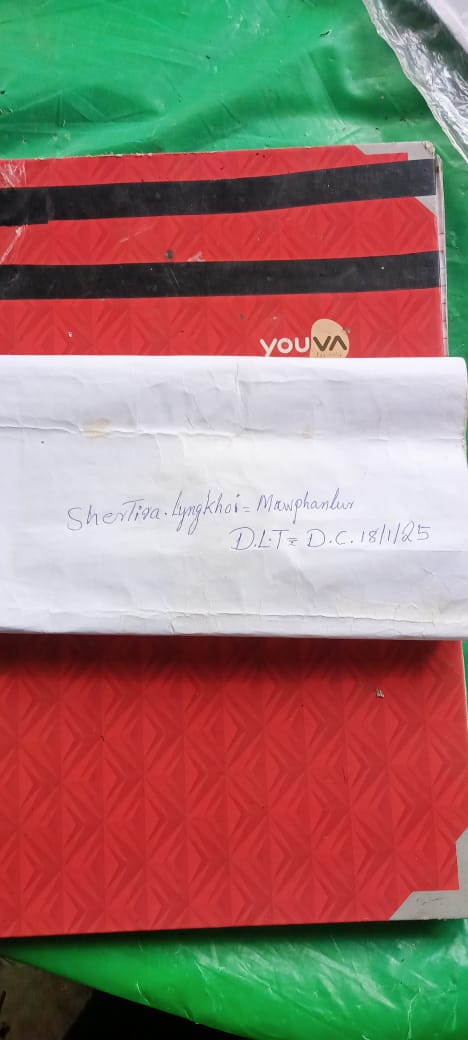 youva
SherTisa. Lyngkhoi = Mawphanlur
D.L.T = D.C. 18/1/25